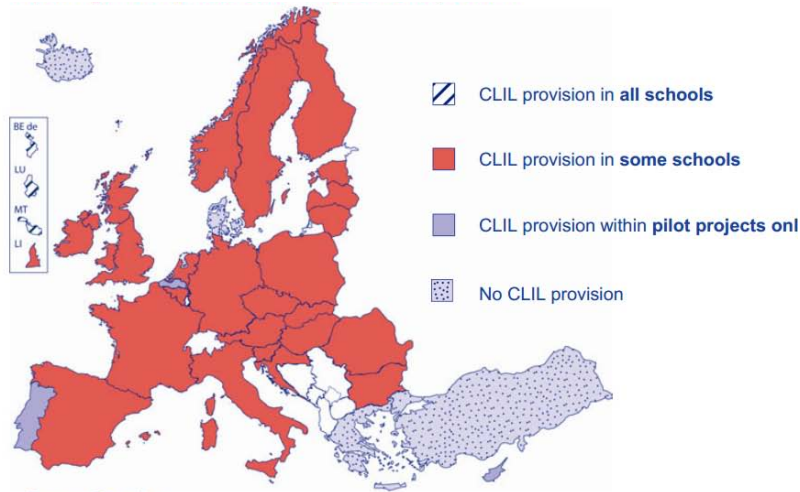 BE de
LU
MT
LI
CLIL provision in all schools
CLIL provision in some schools
CLIL provision within pilot projects onl
No CLIL provision